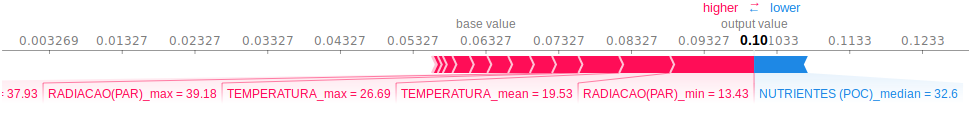 higher → ← lower
base value output value
0.003269 0.01327 0.02327 0.03327 0.04327 0.05327 0.06327 0.07327 0.08327 0.09327 0.10 1033 0.1133 0.1233
= 37.93 RADIACAO(PAR)_max = 39.18 TEMPERATURA_max = 26.69 TEMPERATURA_mean = 19.53 RADIACAO(PAR)_min = 13.43 NUTRIENTES (POC)_median = 32.6